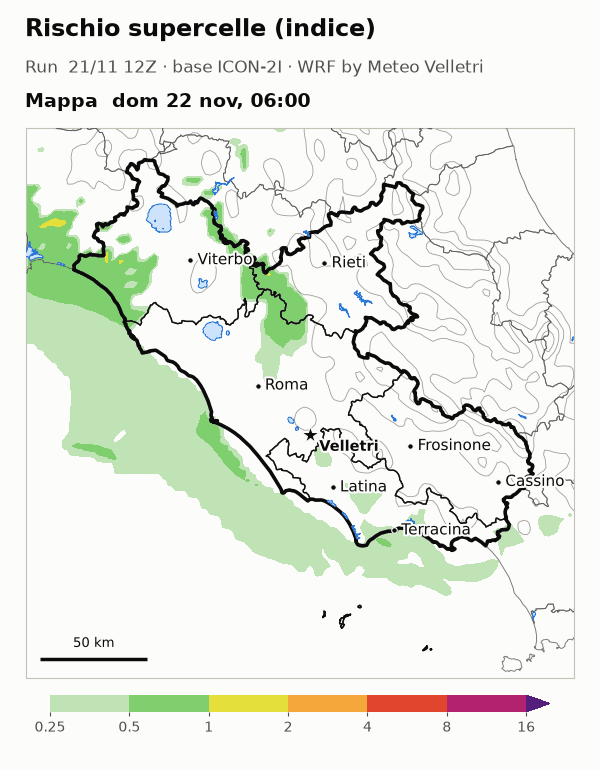 Rischio supercelle (indice)
Run  21/11 12Z · base ICON-2I · WRF by Meteo Velletri
Mappa  dom 22 nov, 06:00
Viterbo
Rieti
Roma
Velletri
Frosinone
Cassino
Latina
Terracina
50 km
0.25 0.5 1 2 4 8 16